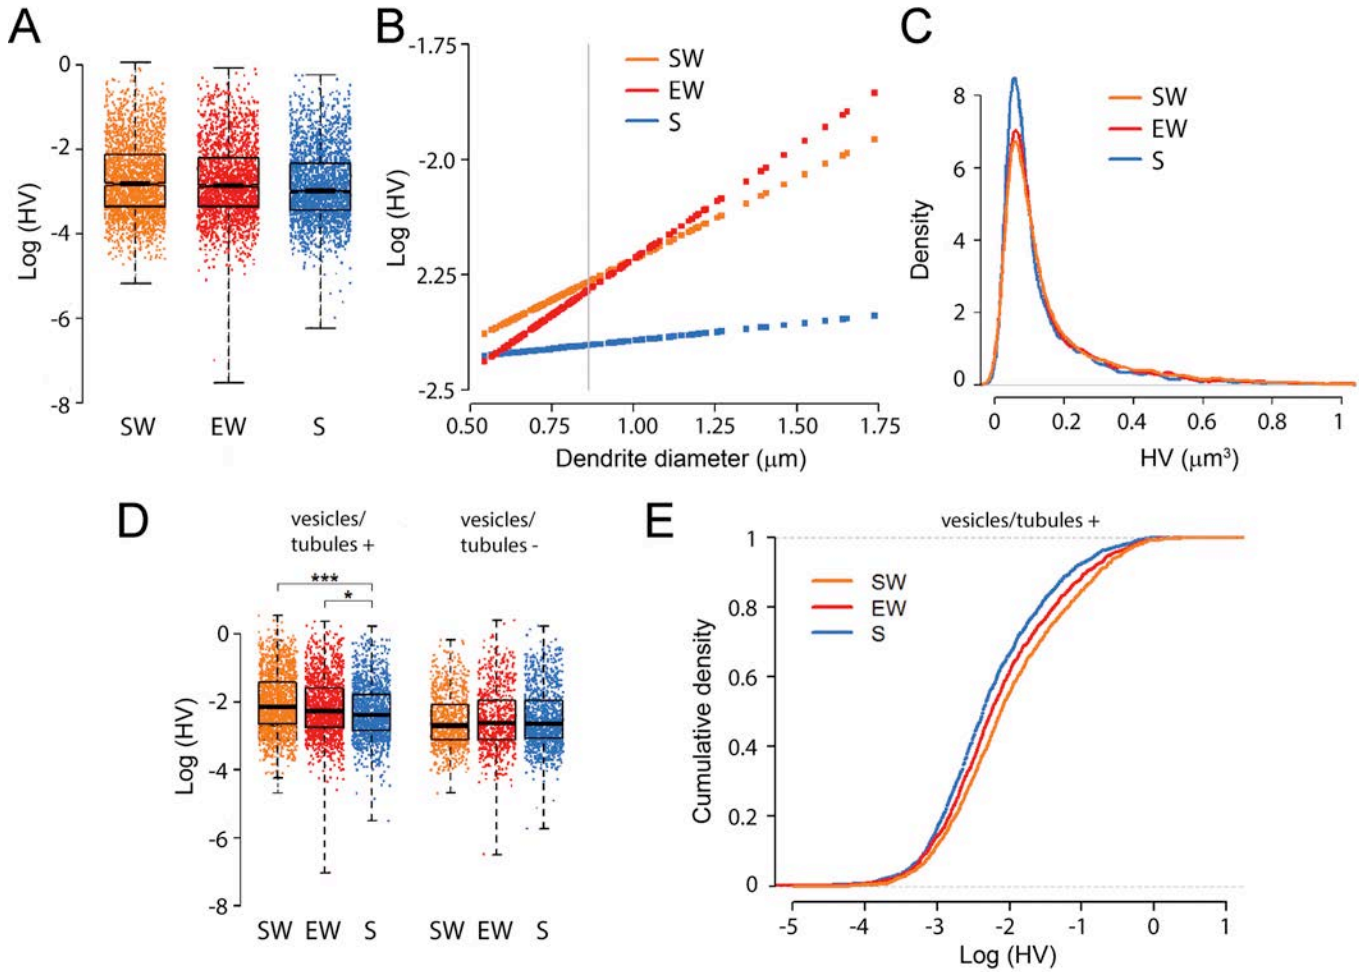 A
0
-2
-4
-6
-8
Log (HV)
SW EW S
B
-1.75
-2.0
2.25
-2.5
Log (HV)
SW
EW
S
0.50 0.75 1.00 1.25 1.50 1.75
Dendrite diameter (μm)
C
8
6
4
2
0
Density
SW
EW
S
0 0.2 0.4 0.6 0.8 1
HV (μm³)
D
vesicles/
tubules +
vesicles/
tubules -
***
*
0
-2
-4
-6
-8
Log (HV)
SW EW S SW EW S
E
vesicles/tubules +
1
0.8
0.6
0.4
0.2
0
Cumulative density
SW
EW
S
-5 -4 -3 -2 -1 0 1
Log (HV)